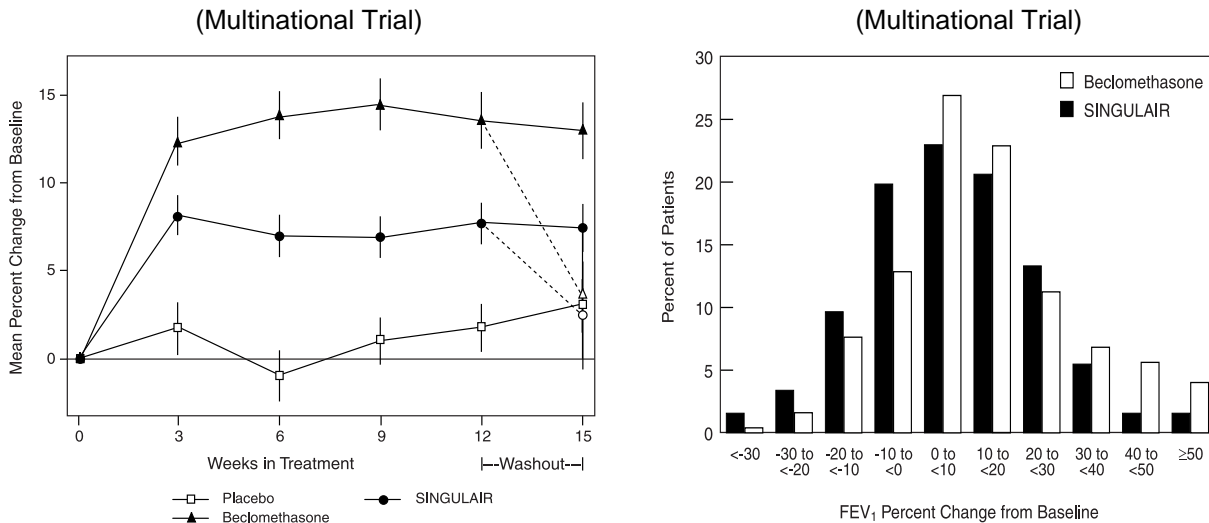 (Multinational Trial)
15
10
5
0
Mean Percent Change from Baseline
0 3 6 9 12 15
Weeks in Treatment
Washout
Placebo
SINGULAIR
Beclomethasone
(Multinational Trial)
30
25
20
15
10
5
0
Percent of Patients
Beclomethasone
SINGULAIR
<-30 -30 to -20 to -10 to 0 to 10 to 20 to 30 to 40 to ≥50
<-20 <-10 <0 <10 <20 <30 <40 <50
FEV₁ Percent Change from Baseline